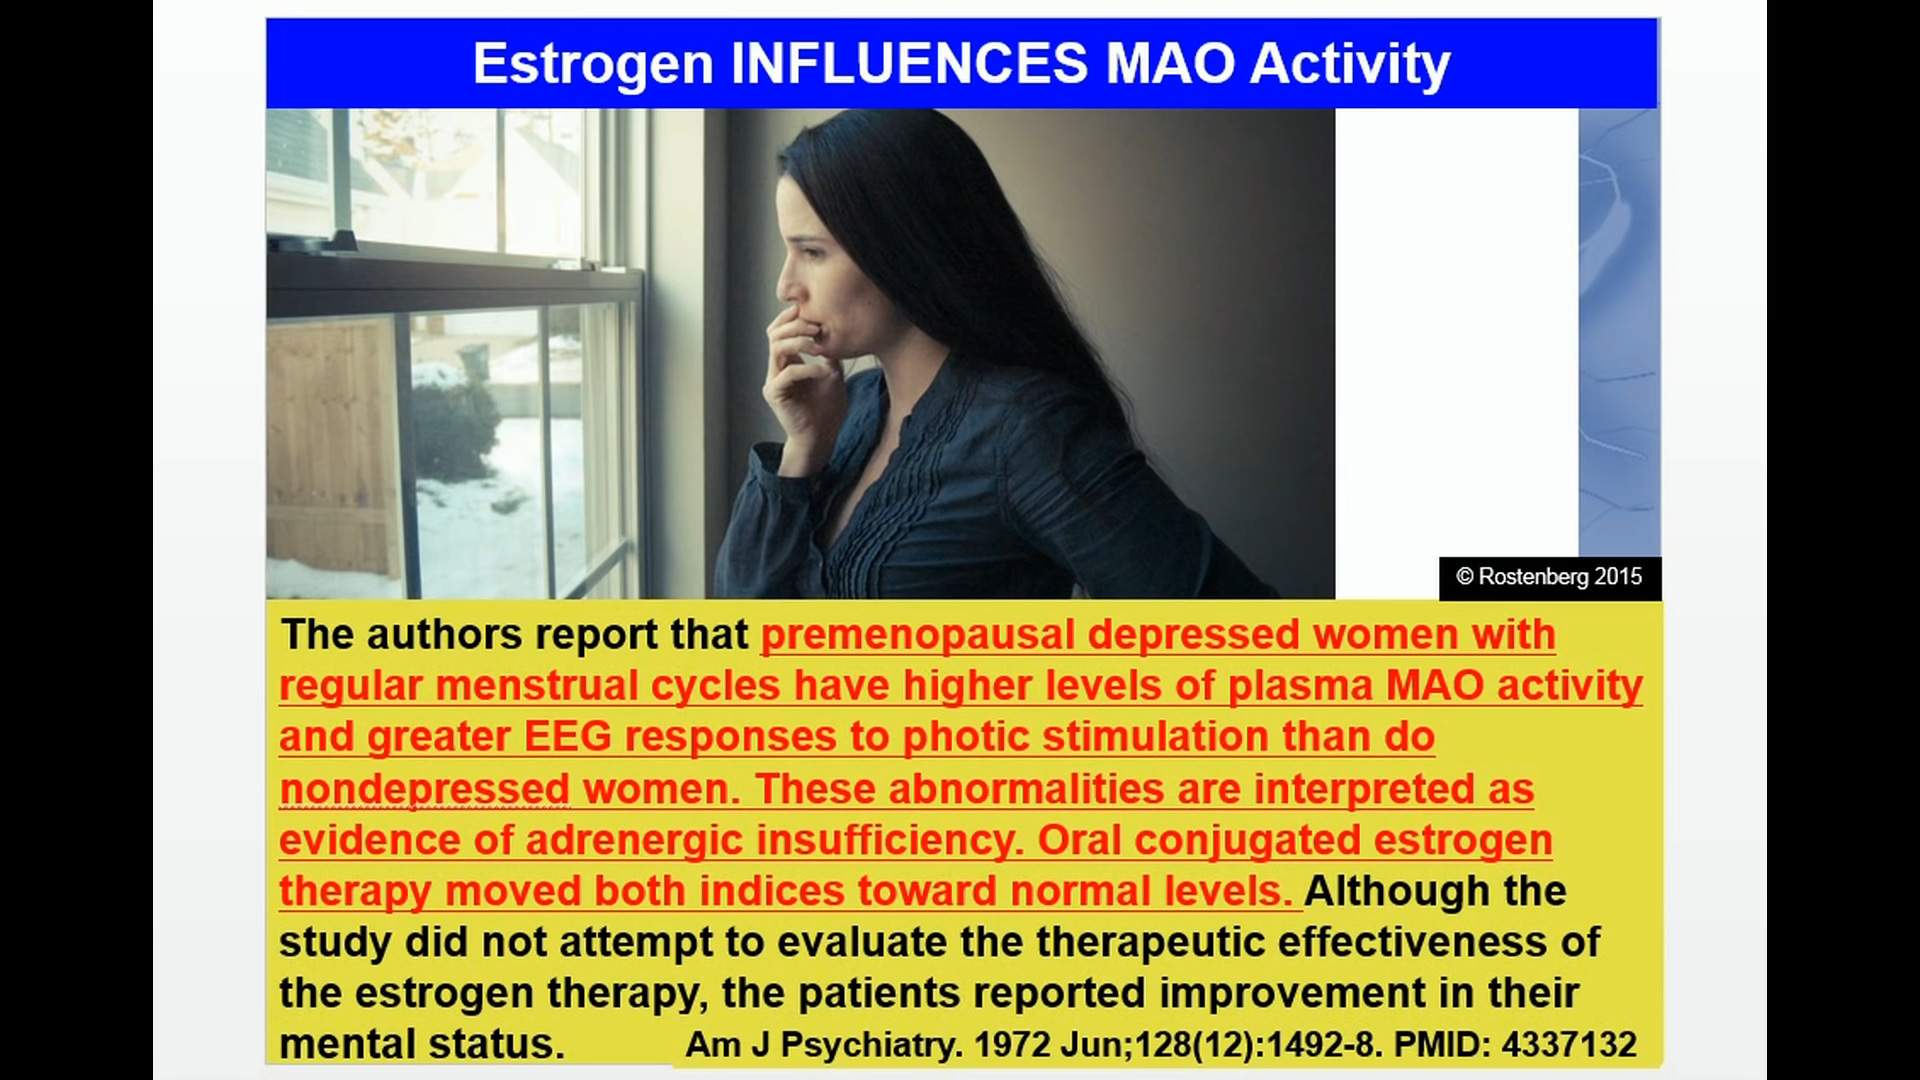 Estrogen INFLUENCES MAO Activity
© Rostenberg 2015
The authors report that premenopausal depressed women with
regular menstrual cycles have higher levels of plasma MAO activity
and greater EEG responses to photic stimulation than do
nondepressed women. These abnormalities are interpreted as
evidence of adrenergic insufficiency. Oral conjugated estrogen
therapy moved both indices toward normal levels. Although the
study did not attempt to evaluate the therapeutic effectiveness of
the estrogen therapy, the patients reported improvement in their
mental status. Am J Psychiatry. 1972 Jun;128(12):1492-8. PMID: 4337132